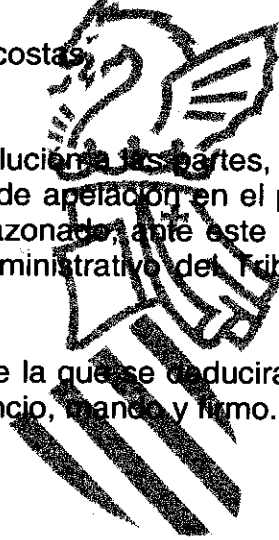 costas.
lución a las partes,
de apelación en el p
azonado, ante este
ministrativo del Trib
e la que se deducirá
ncio, mando y firmo.